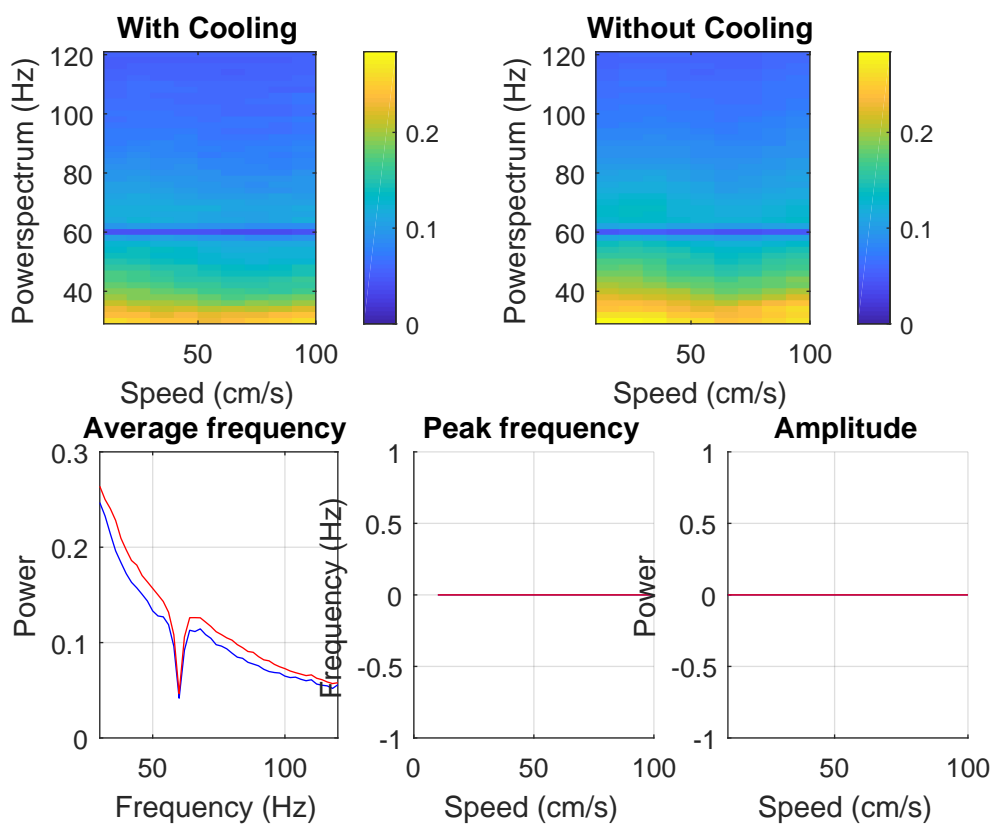 With Cooling
120
100
80
60
40
Powerspectrum (Hz)
50
100
Speed (cm/s)
0.2
0.1
0
Without Cooling
120
100
80
60
40
Powerspectrum (Hz)
50
100
Speed (cm/s)
0.2
0.1
0
Average frequency
0.3
0.2
0.1
0
Power
50
100
Frequency (Hz)
Peak frequency
1
0.5
0
-0.5
-1
Frequency (Hz)
0
50
100
Speed (cm/s)
Amplitude
1
0.5
0
-0.5
-1
Power
50
100
Speed (cm/s)